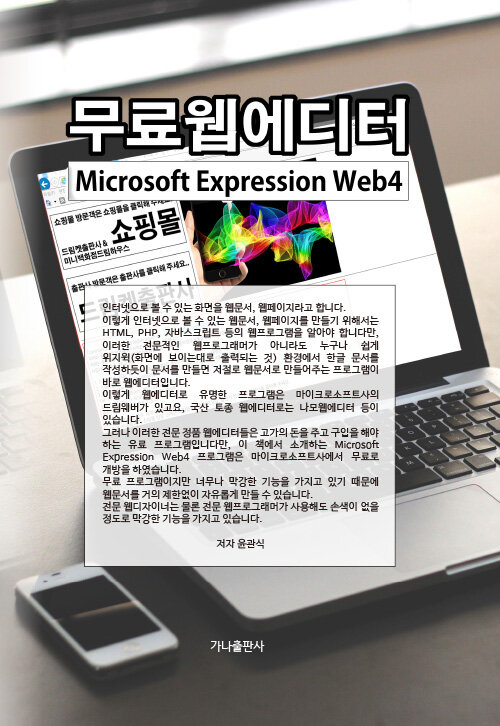 무료웹에디터
Microsoft Expression Web4
쇼핑몰 방문객은 쇼핑몰을 클릭해 주세요..
쇼핑몰
드림켓출판사 &
미니백화점드림하우스
출판사 방문객은 출판사를 클릭해 주세요..
드림켓출판사
인터넷으로 볼 수 있는 화면을 웹문서, 웹페이지라고 합니다.
이렇게 인터넷으로 볼 수 있는 웹문서, 웹페이지를 만들기 위해서는
HTML, PHP, 자바스크립트 등의 웹프로그램을 알아야 합니다만,
이러한 전문적인 웹프로그래머가 아니라도 누구나 쉽게
위지윅(화면에 보이는대로 출력되는 것) 환경에서 한글 문서를
작성하듯이 문서를 만들면 저절로 웹문서로 만들어주는 프로그램이
바로 웹에디터입니다.
이렇게 웹에디터로 유명한 프로그램은 마이크로소프트사의
드림웨버가 있고요, 국산 토종 웹에디터로는 나모웹에디터 등이
있습니다.
그러나 이러한 전문 정품 웹에디터들은 고가의 돈을 주고 구입을 해야
하는 유료 프로그램입니다만, 이 책에서 소개하는 Microsoft
Expression Web4 프로그램은 마이크로소프트사에서 무료로
개방을 하였습니다.
무료 프로그램이지만 너무나 막강한 기능을 가지고 있기 때문에
웹문서를 거의 제한없이 자유롭게 만들 수 있습니다.
전문 웹디자이너는 물론 전문 웹프로그래머가 사용해도 손색이 없을
정도로 막강한 기능을 가지고 있습니다.
저자 윤관식
가나출판사